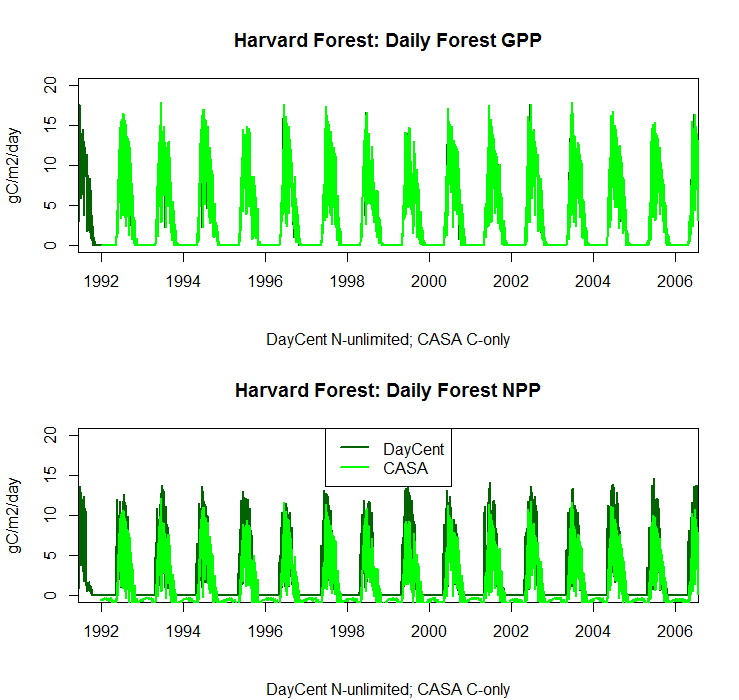 Harvard Forest: Daily Forest GPP
20
15
10
5
0
gC/m2/day
1992 1994 1996 1998 2000 2002 2004 2006
DayCent N-unlimited; CASA C-only
Harvard Forest: Daily Forest NPP
DayCent
CASA
20
15
10
5
0
gC/m2/day
1992 1994 1996 1998 2000 2002 2004 2006
DayCent N-unlimited; CASA C-only